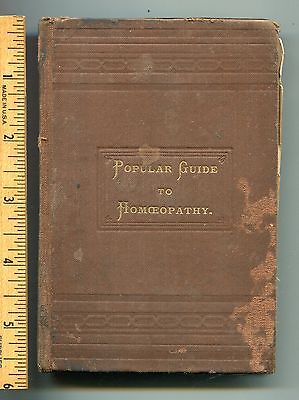 POPULAR GUIDE
TO
HOMŒOPATHY.
1
MADE IN U.S.A.
2
3
4
5
6